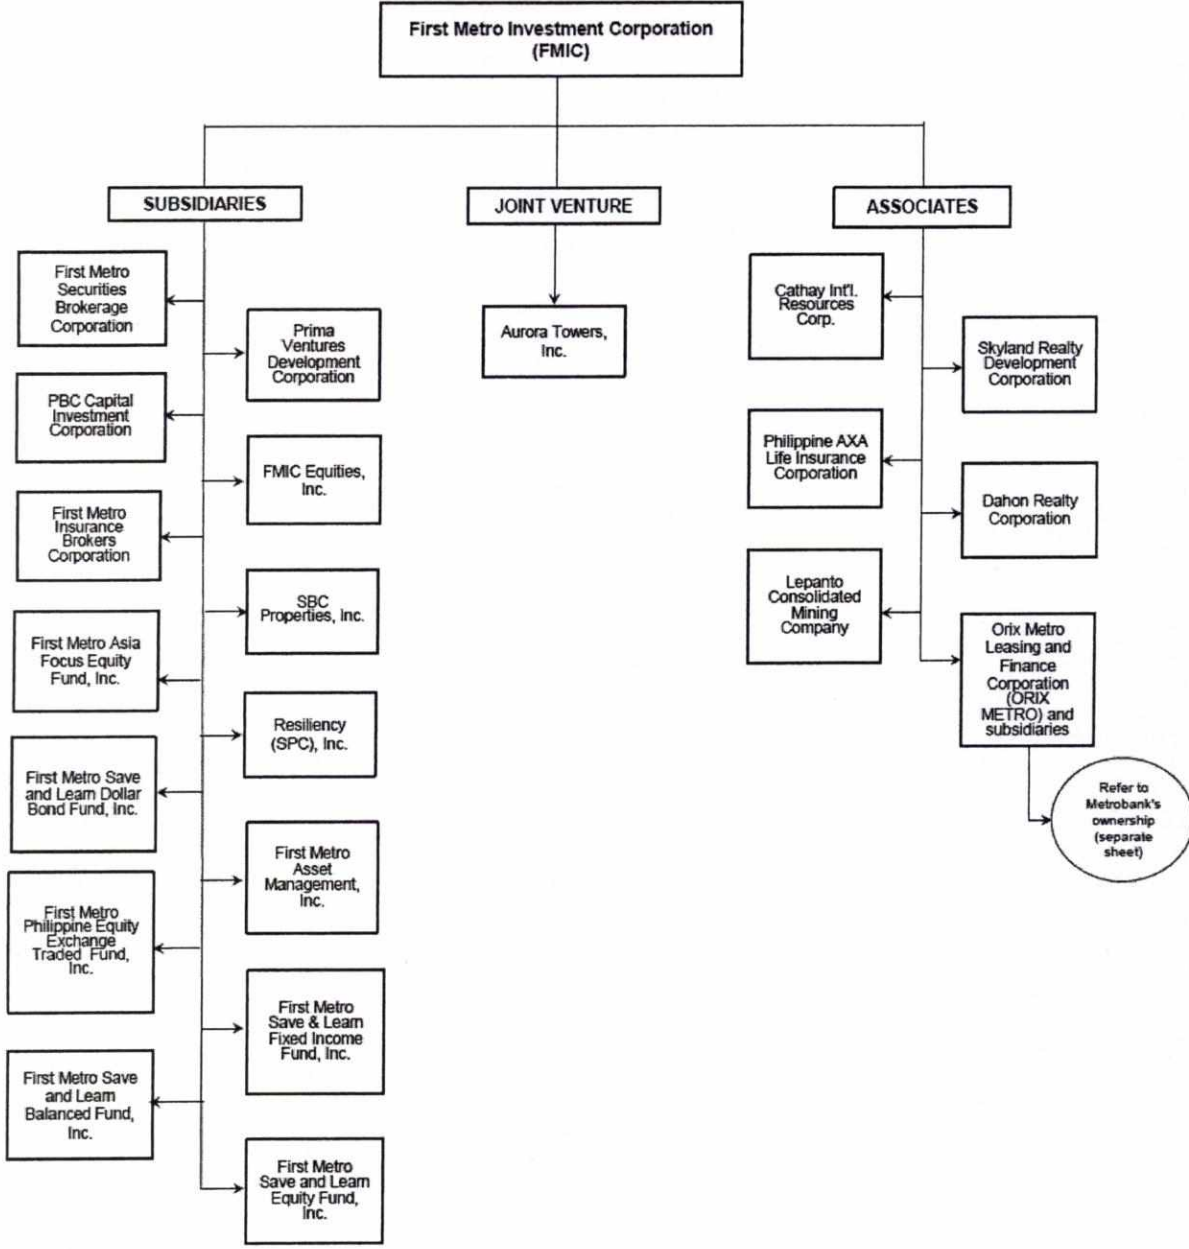 First Metro Investment Corporation
(FMIC)
SUBSIDIARIES
First Metro
Securities
Brokerage
Corporation
Prima
Ventures
Development
Corporation
PBC Capital
Investment
Corporation
FMIC Equities,
Inc.
First Metro
Insurance
Brokers
Corporation
SBC
Properties, Inc.
First Metro Asia
Focus Equity
Fund, Inc.
Resiliency
(SPC), Inc.
First Metro Save
and Learn Dollar
Bond Fund, Inc.
First Metro
Asset
Management,
Inc.
First Metro
Philippine Equity
Exchange
Traded Fund,
Inc.
First Metro
Save & Learn
Fixed Income
Fund, Inc.
First Metro Save
and Learn
Balanced Fund,
Inc.
First Metro
Save and Learn
Equity Fund,
Inc.
JOINT VENTURE
Aurora Towers,
Inc.
ASSOCIATES
Cathay Int'l.
Resources
Corp.
Skyland Realty
Development
Corporation
Philippine AXA
Life Insurance
Corporation
Dahon Realty
Corporation
Lepanto
Consolidated
Mining
Company
Orix Metro
Leasing and
Finance
Corporation
(ORIX
METRO) and
subsidiaries
Refer to
Metrobank's
ownership
(separate
sheet)